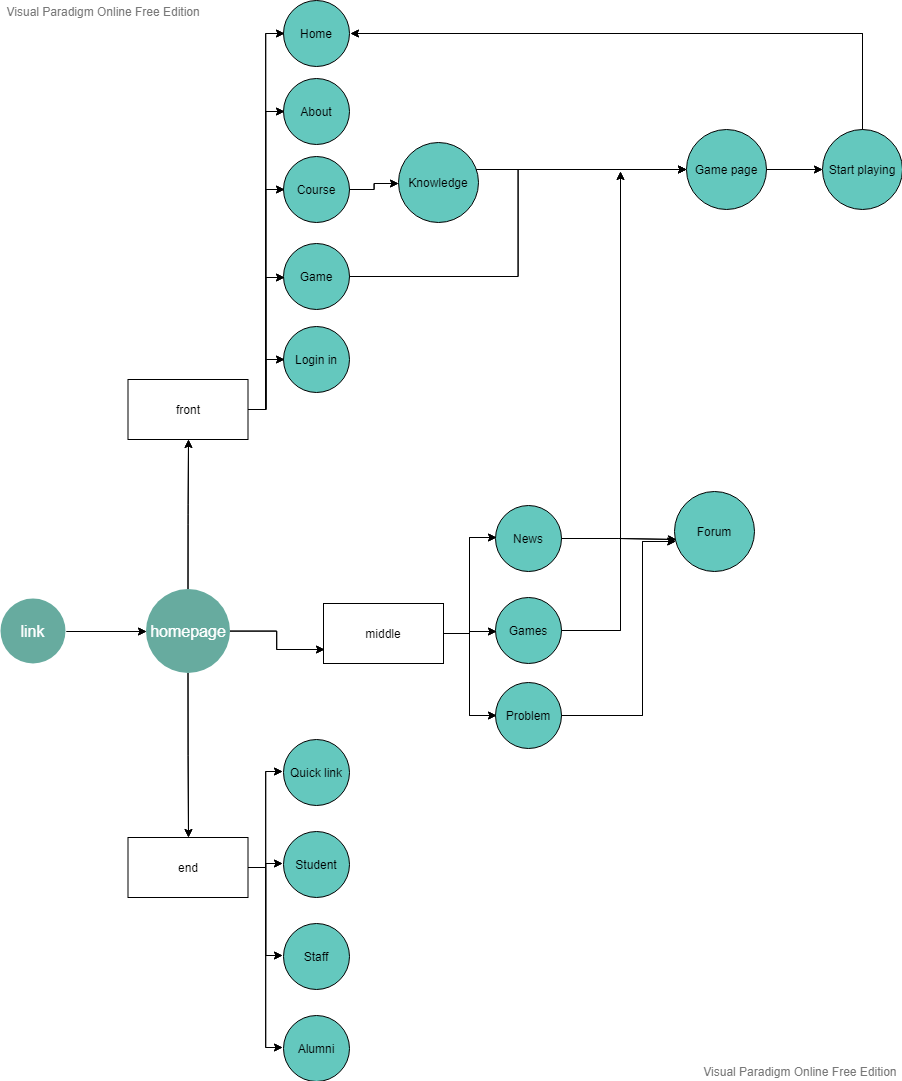 Visual Paradigm Online Free Edition
Home
About
Course
Knowledge
Game page
Start playing
Game
Login in
front
News
Forum
link
homepage
middle
Games
Problem
Quick link
Student
end
Staff
Alumni
Visual Paradigm Online Free Edition